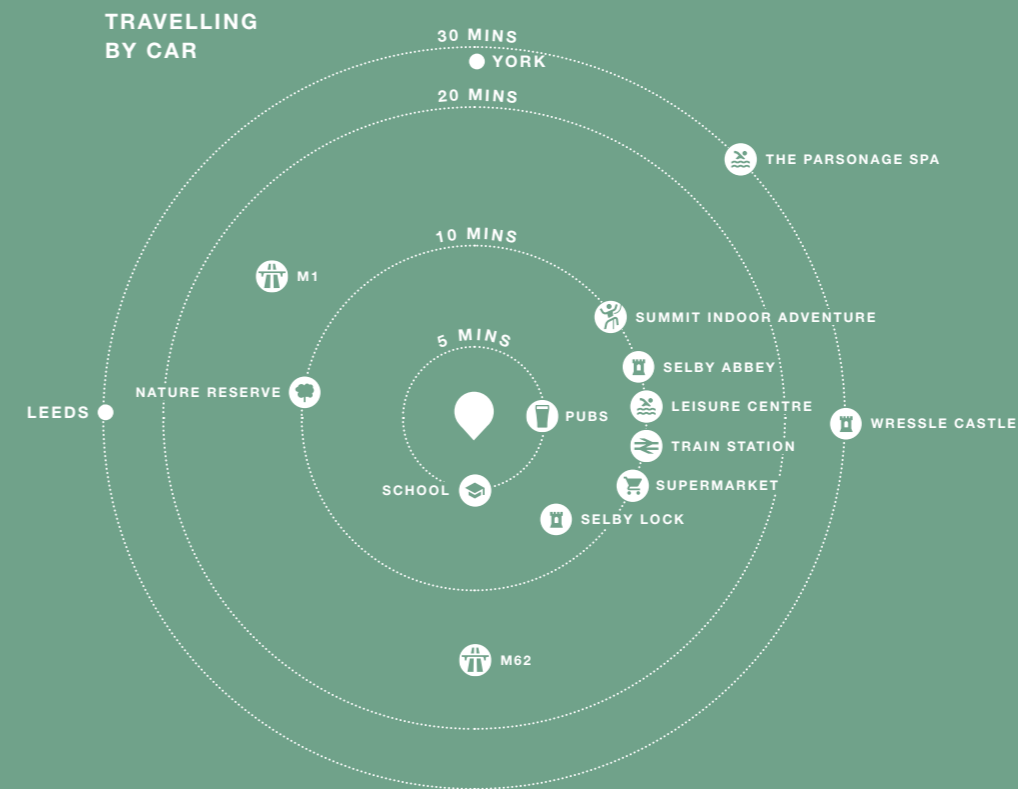 TRAVELLING
BY CAR
30 MINS
YORK
20 MINS
THE PARSONAGE SPA
10 MINS
M1
SUMMIT INDOOR ADVENTURE
5 MINS
SELBY ABBEY
NATURE RESERVE
LEISURE CENTRE
LEEDS
PUBS
WRESSLE CASTLE
TRAIN STATION
SCHOOL
SUPERMARKET
SELBY LOCK
M62